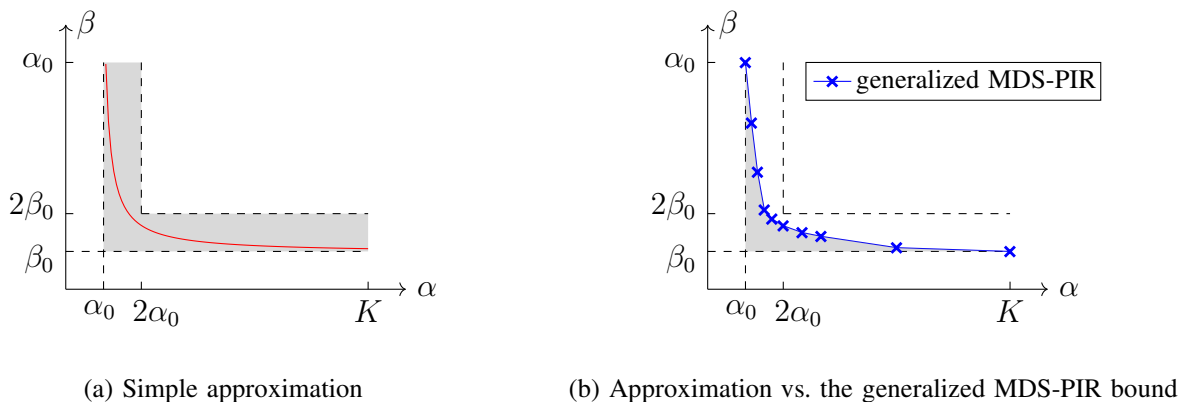 β
α₀
2β₀
β₀
α₀
2α₀
K
α
(a) Simple approximation
β
α₀
generalized MDS-PIR
2β₀
β₀
α₀
2α₀
K
α
(b) Approximation vs. the generalized MDS-PIR bound